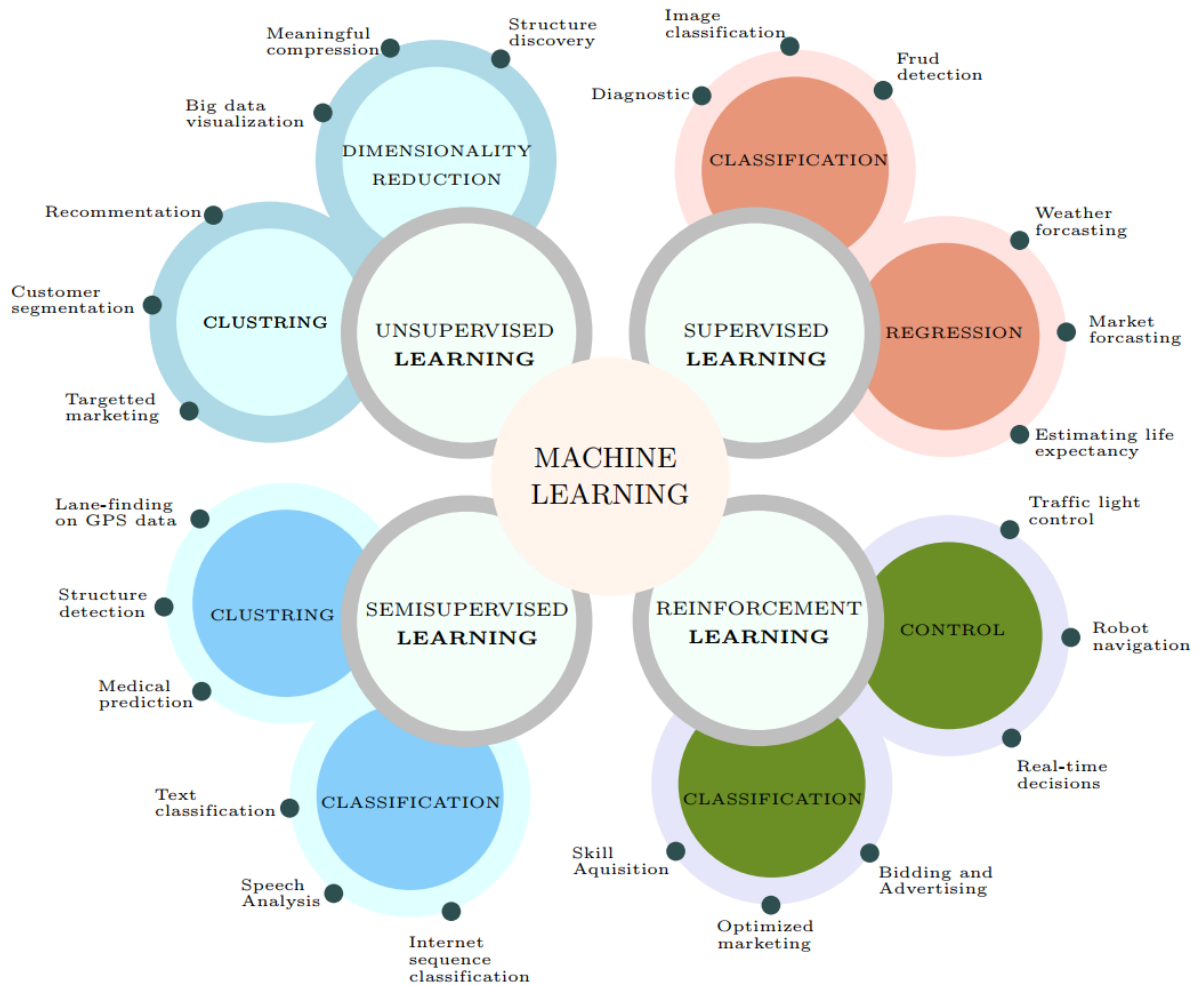 MACHINE
LEARNING
UNSUPERVISED
LEARNING
DIMENSIONALITY
REDUCTION
Big data
visualization
Meaningful
compression
Structure
discovery
CLUSTRING
Recommentation
Customer
segmentation
Targetted
marketing
SUPERVISED
LEARNING
CLASSIFICATION
Diagnostic
Image
classification
Frud
detection
REGRESSION
Weather
forcasting
Market
forcasting
Estimating life
expectancy
SEMISUPERVISED
LEARNING
CLUSTRING
Lane-finding
on GPS data
Structure
detection
Medical
prediction
CLASSIFICATION
Text
classification
Speech
Analysis
Internet
sequence
classification
REINFORCEMENT
LEARNING
CONTROL
Traffic light
control
Robot
navigation
Real-time
decisions
CLASSIFICATION
Skill
Aquisition
Optimized
marketing
Bidding and
Advertising